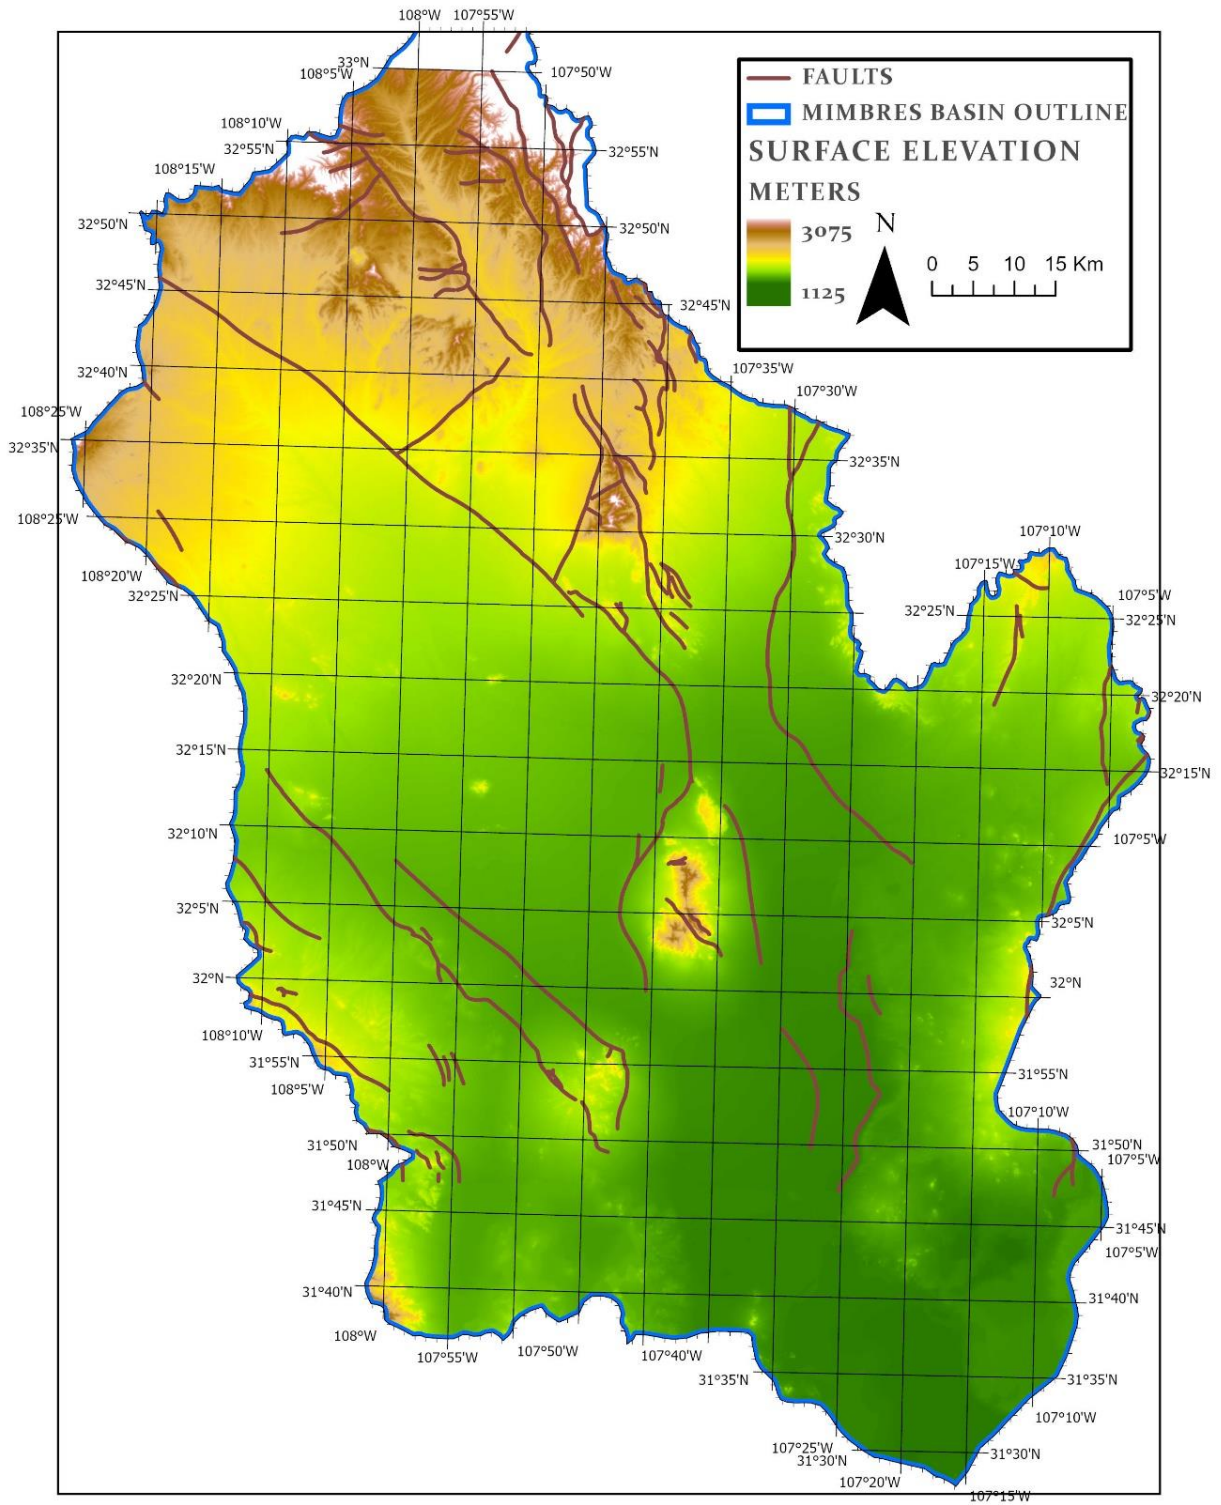 108°W 107°55'W
33°N
108°5'W
107°50'W
FAULTS
MIMBRES BASIN OUTLINE
SURFACE ELEVATION
METERS
3075
1125
N
0 5 10 15 Km
108°10'W
32°55'N
32°55'N
108°15'W
32°50'N
32°50'N
32°45'N
32°45'N
32°40'N
107°35'W
107°30'W
108°25'W
32°35'N
32°35'N
108°25'W
32°30'N
107°10'W
107°15'W
108°20'W
32°25'N
107°5'W
32°25'N
32°25'N
32°20'N
32°20'N
32°15'N
32°15'N
32°10'N
107°5'W
32°5'N
32°5'N
32°N
32°N
108°10'W
31°55'N
31°55'N
108°5'W
107°10'W
31°50'N
31°50'N
108°W
107°5'W
31°45'N
31°45'N
107°5'W
31°40'N
31°40'N
108°W
107°55'W
107°50'W
107°40'W
31°35'N
31°35'N
107°10'W
107°25'W
31°30'N
31°30'N
107°20'W
107°15'W